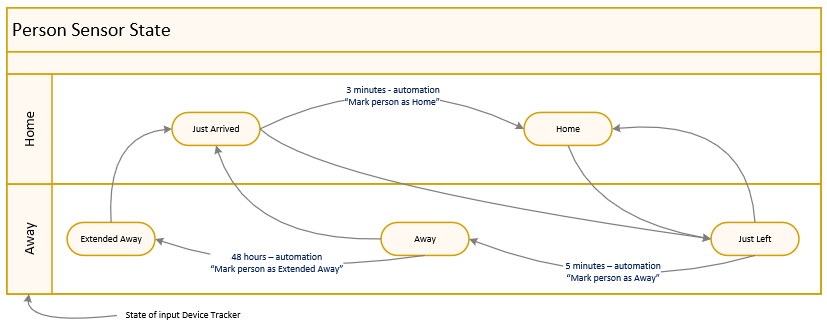 Person Sensor State
Home
3 minutes - automation
“Mark person as Home”
Just Arrived
Home
Away
Extended Away
Away
Just Left
48 hours – automation
“Mark person as Extended Away”
5 minutes – automation
“Mark person as Away”
State of input Device Tracker